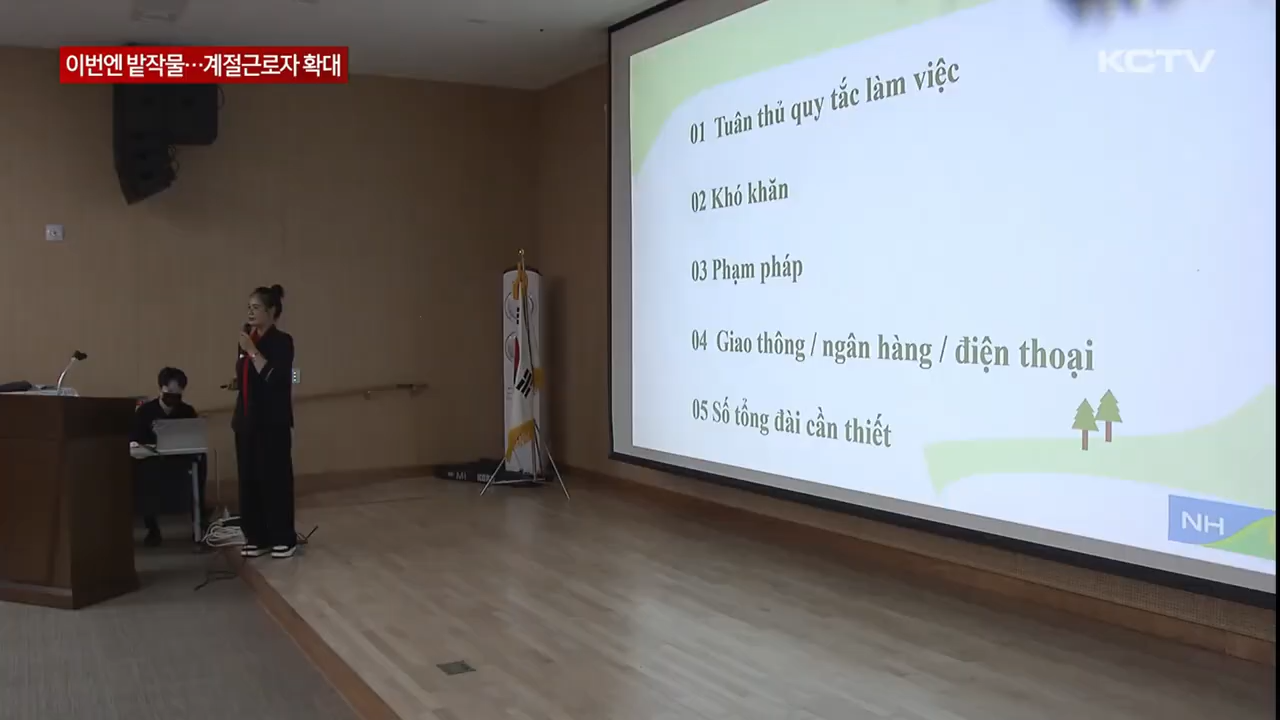 이번엔 밭작물…계절근로자 확대
KCTV
01 Tuân thủ quy tắc làm việc
02 Khó khăn
03 Phạm pháp
04 Giao thông / ngân hàng / điện thoại
05 Số tổng đài cần thiết
NH